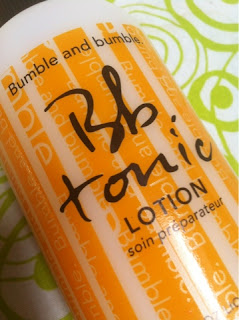 Bumble and bumble.
Bb
tonic
LOTION
soin préparateur